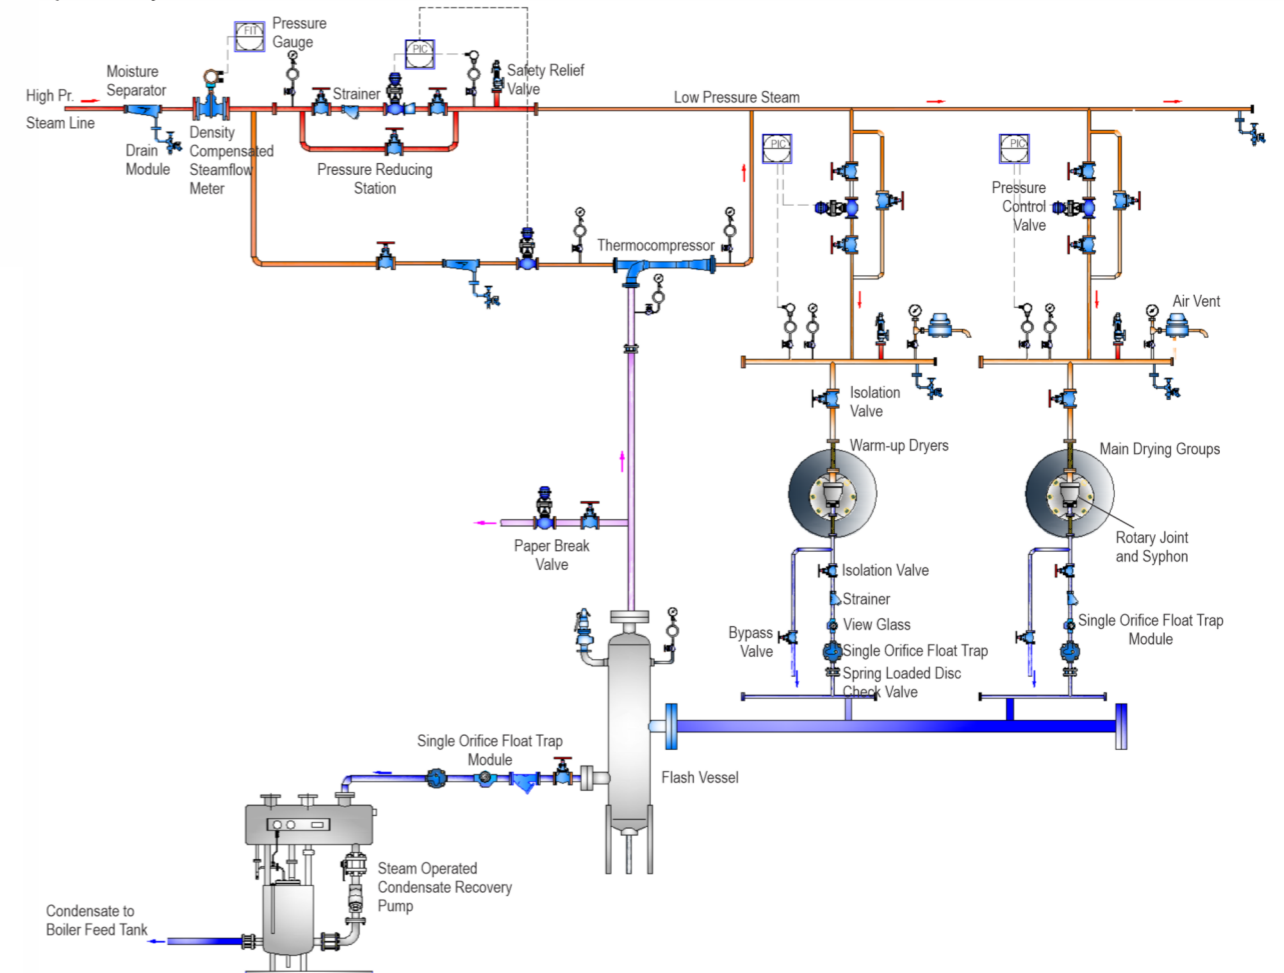 FIT
Pressure
Gauge
PIC
Moisture
Separator
Strainer
Safety Relief
Valve
High Pr.
Steam Line
Low Pressure Steam
Drain
Module
Density
Compensated
Steamflow
Meter
Pressure Reducing
Station
PIC
PIC
Pressure
Control
Valve
Thermocompressor
Air Vent
Isolation
Valve
Warm-up Dryers
Main Drying Groups
Rotary Joint
and Syphon
Paper Break
Valve
Isolation Valve
Strainer
View Glass
Bypass
Valve
Single Orifice Float Trap
Single Orifice Float Trap
Module
Spring Loaded Disc
Check Valve
Single Orifice Float Trap
Module
Flash Vessel
Steam Operated
Condensate Recovery
Pump
Condensate to
Boiler Feed Tank